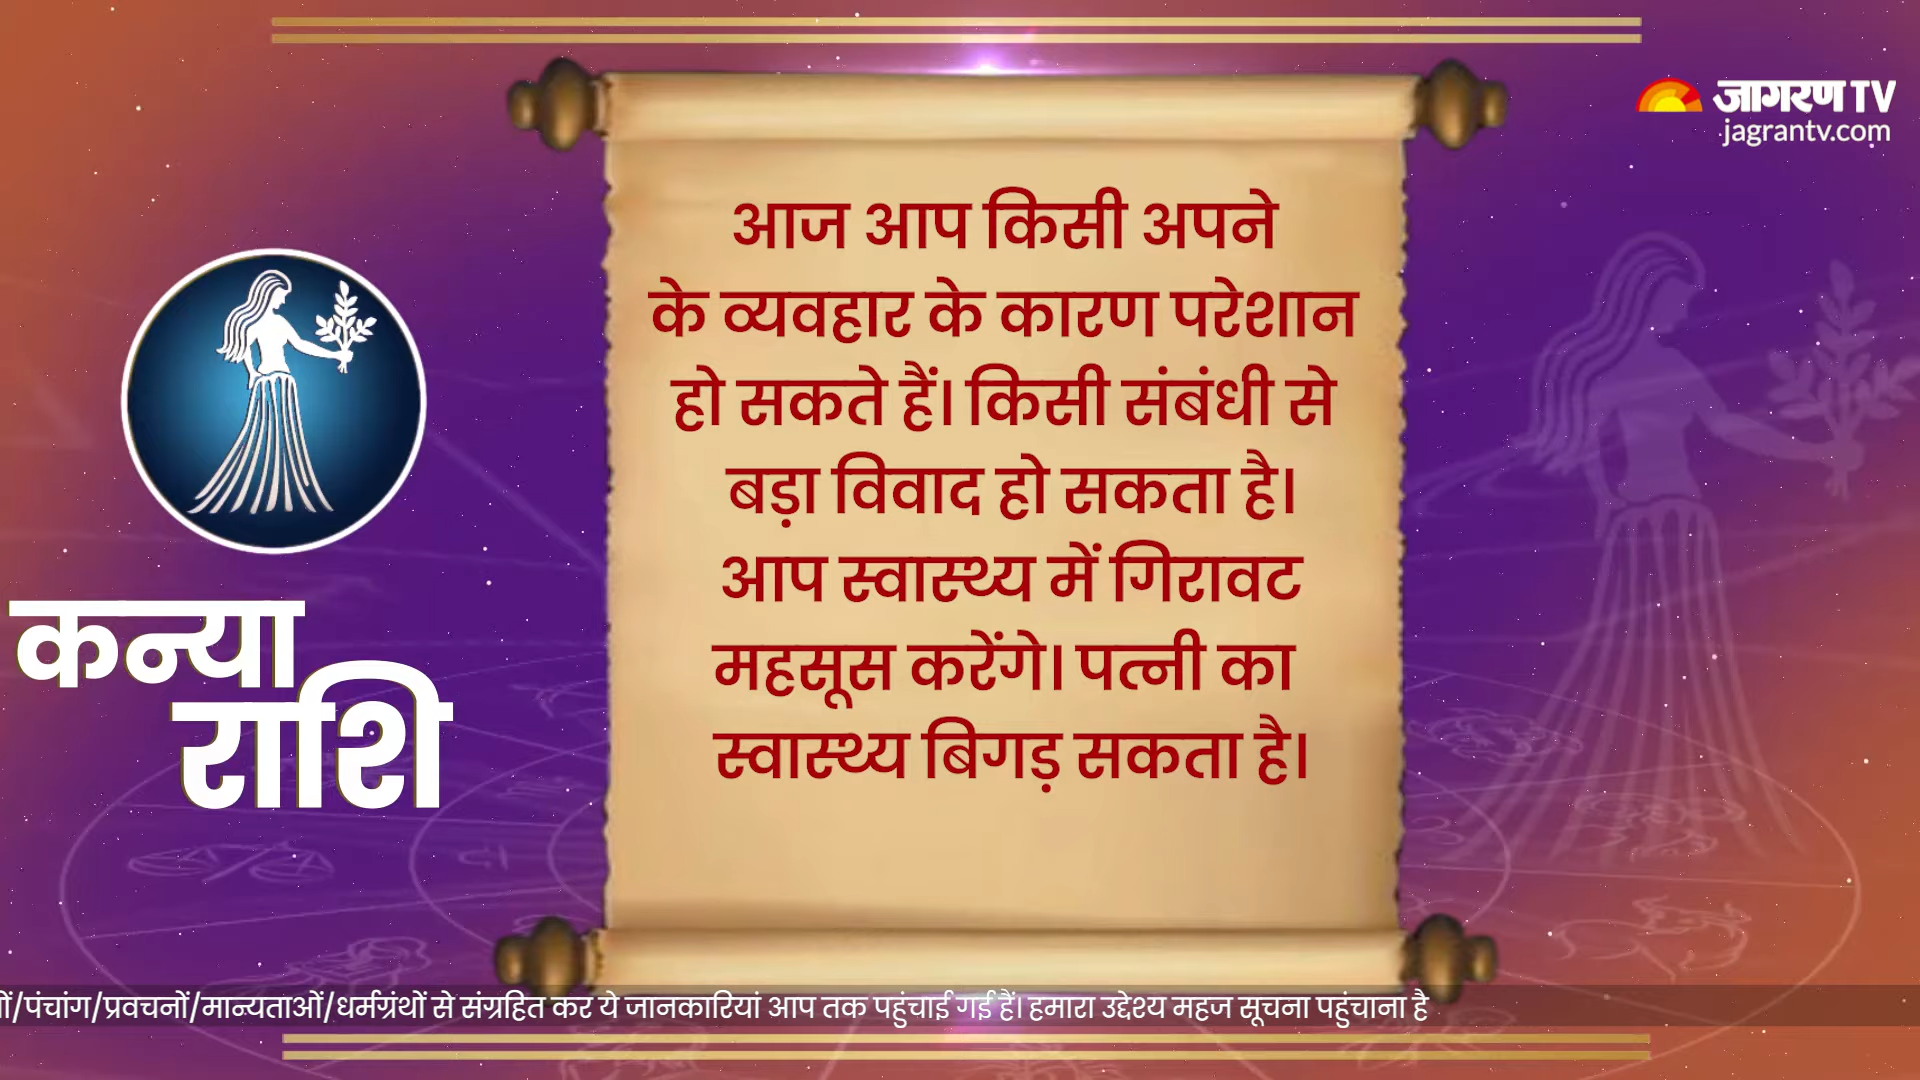 जागरण TV
jagrantv.com
आज आप किसी अपने
के व्यवहार के कारण परेशान
हो सकते हैं। किसी संबंधी से
बड़ा विवाद हो सकता है।
आप स्वास्थ्य में गिरावट
महसूस करेंगे। पत्नी का
स्वास्थ्य बिगड़ सकता है।
कन्या
राशि
/पंचांग/प्रवचनों/मान्यताओं/धर्मग्रंथों से संग्रहित कर ये जानकारियां आप तक पहुंचाई गई हैं। हमारा उद्देश्य महज सूचना पहुंचाना है